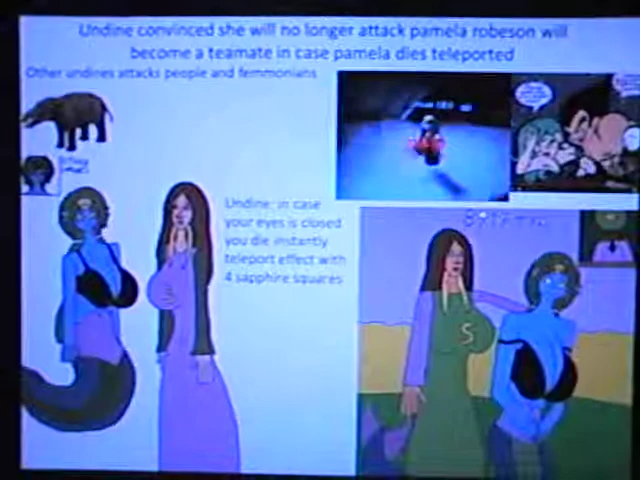 Undine convinced she will no longer attack pamela robeson will
become a teamate in case pamela dies teleported
Other undines attacks people and femmonians
Undine: in case
your eyes is closed
you die instantly
teleport effect with
4 sapphire squares
S